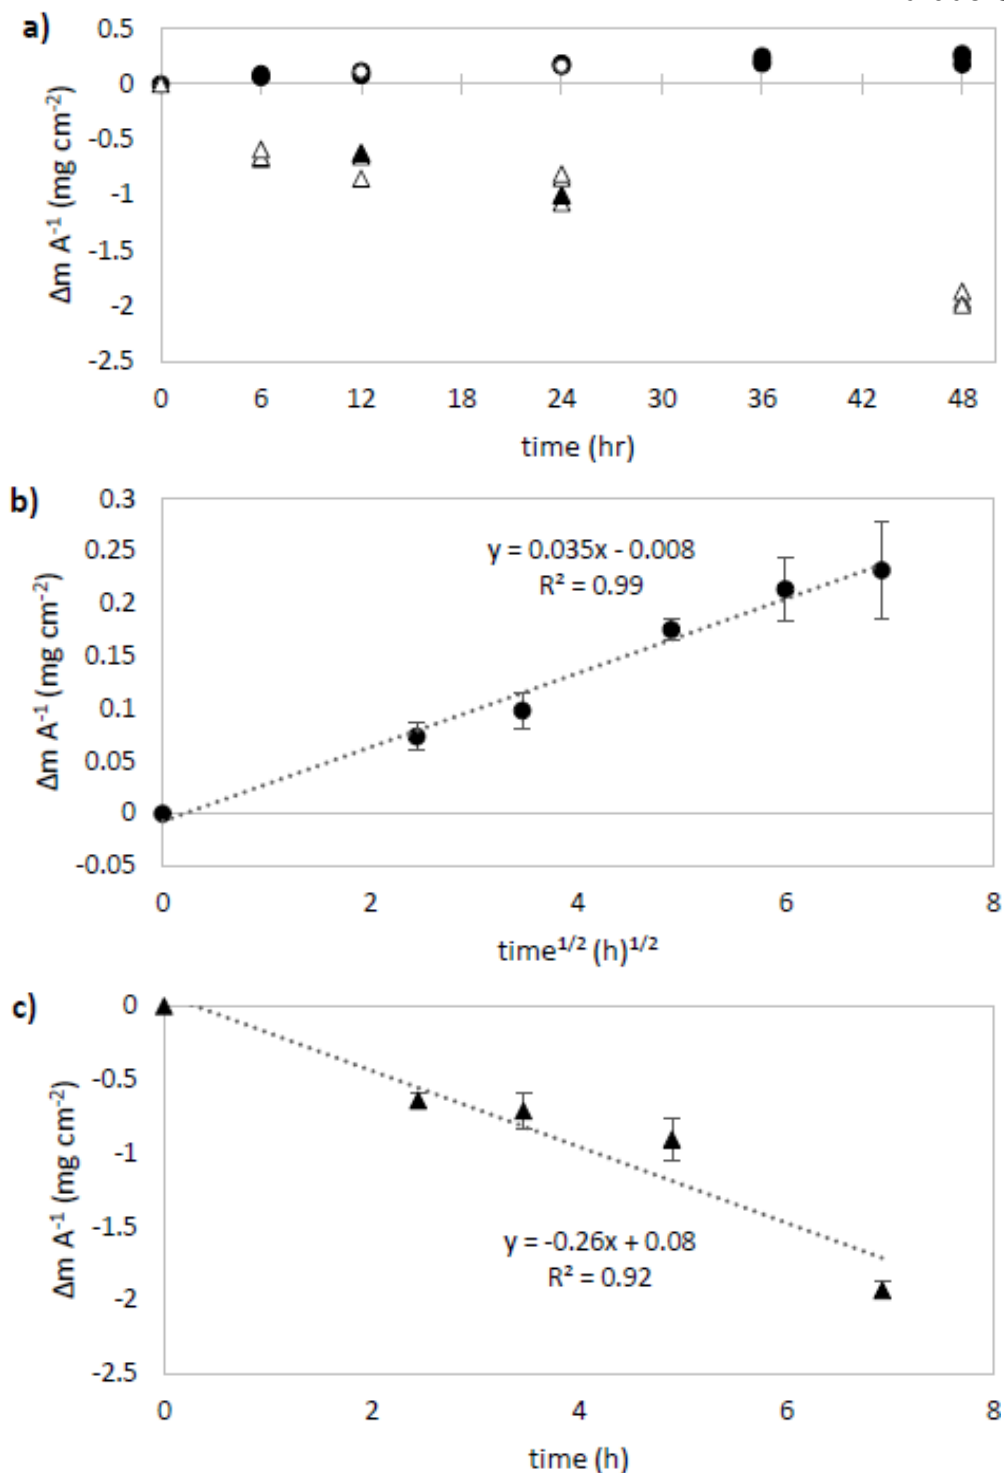 a)
0.5
0
-0.5
-1
-1.5
-2
-2.5
Δm A⁻¹ (mg cm⁻²)
0 6 12 18 24 30 36 42 48
time (hr)
b)
0.3
0.25
0.2
0.15
0.1
0.05
0
-0.05
Δm A⁻¹ (mg cm⁻²)
y = 0.035x - 0.008
R² = 0.99
0 2 4 6 8
time¹ᐟ² (h)¹ᐟ²
c)
0
-0.5
-1
-1.5
-2
-2.5
Δm A⁻¹ (mg cm⁻²)
y = -0.26x + 0.08
R² = 0.92
0 2 4 6 8
time (h)